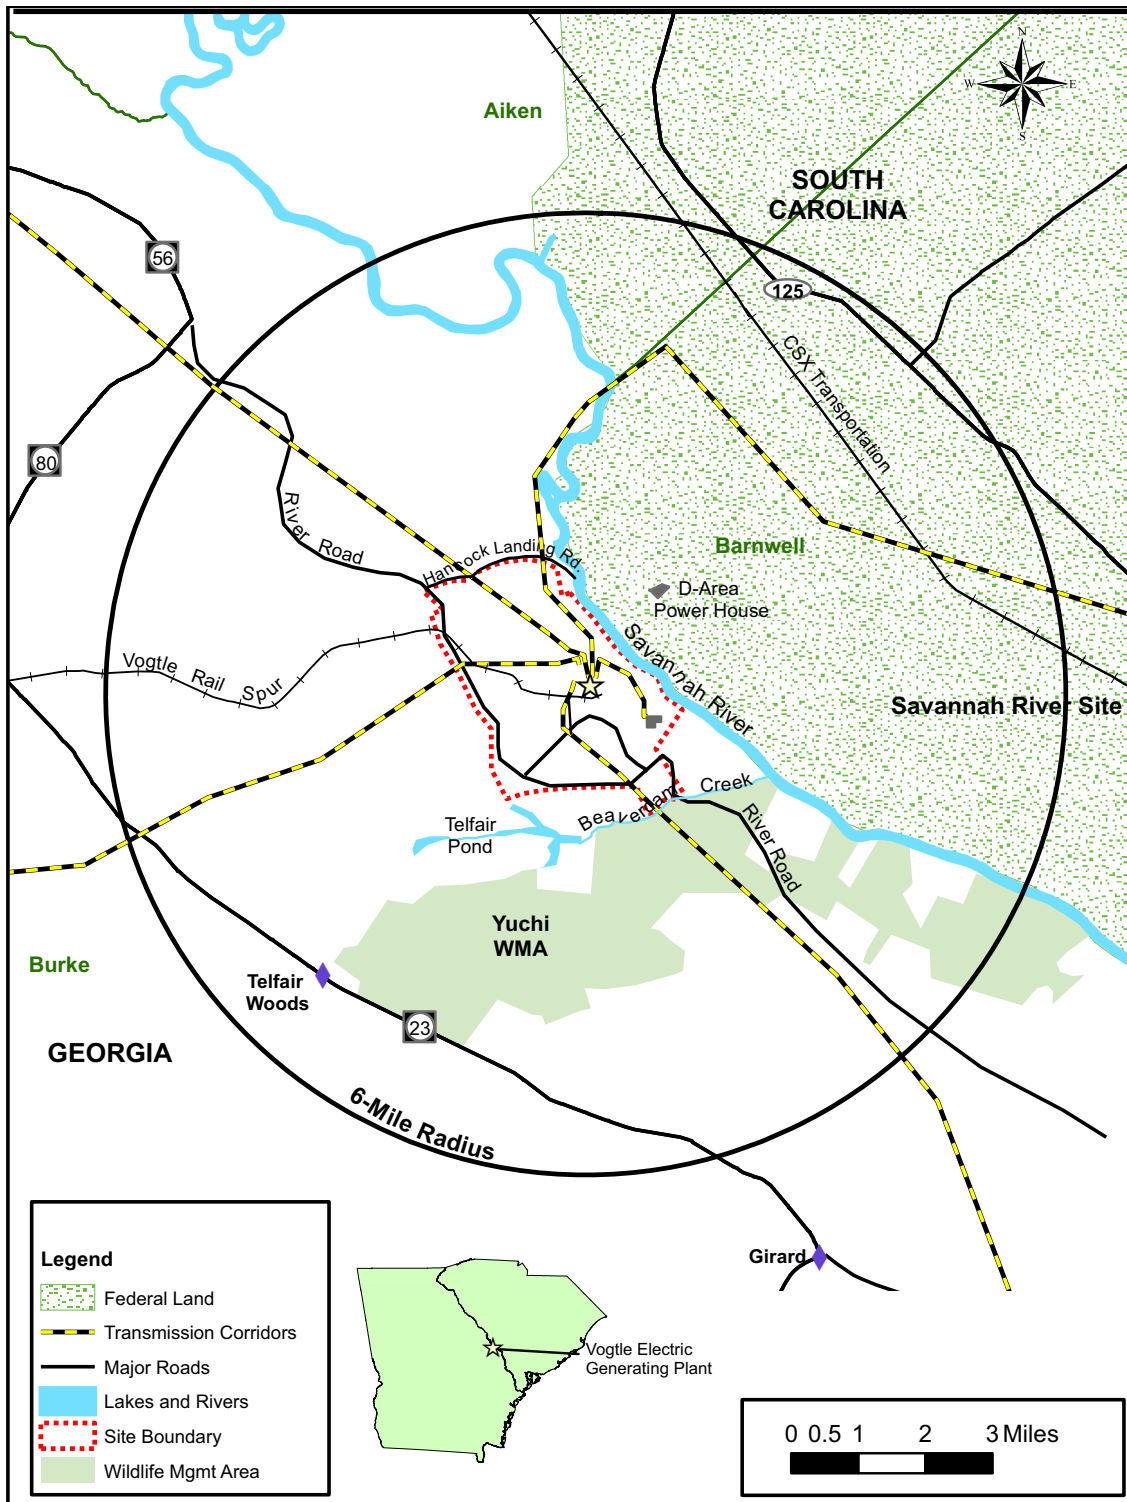 N
W
E
S
Aiken
SOUTH
CAROLINA
56
125
CSX Transportation
80
River Road
Hancock Landing Rd.
Barnwell
D-Area
Power House
Savannah River
Vogtle Rail Spur
Savannah River Site
Creek
Beaverdam
Telfair
Pond
River Road
Yuchi
WMA
Burke
Telfair
Woods
23
GEORGIA
6-Mile Radius
Girard
Legend
Federal Land
Transmission Corridors
Major Roads
Lakes and Rivers
Site Boundary
Wildlife Mgmt Area
Vogtle Electric
Generating Plant
0 0.5 1 2 3 Miles